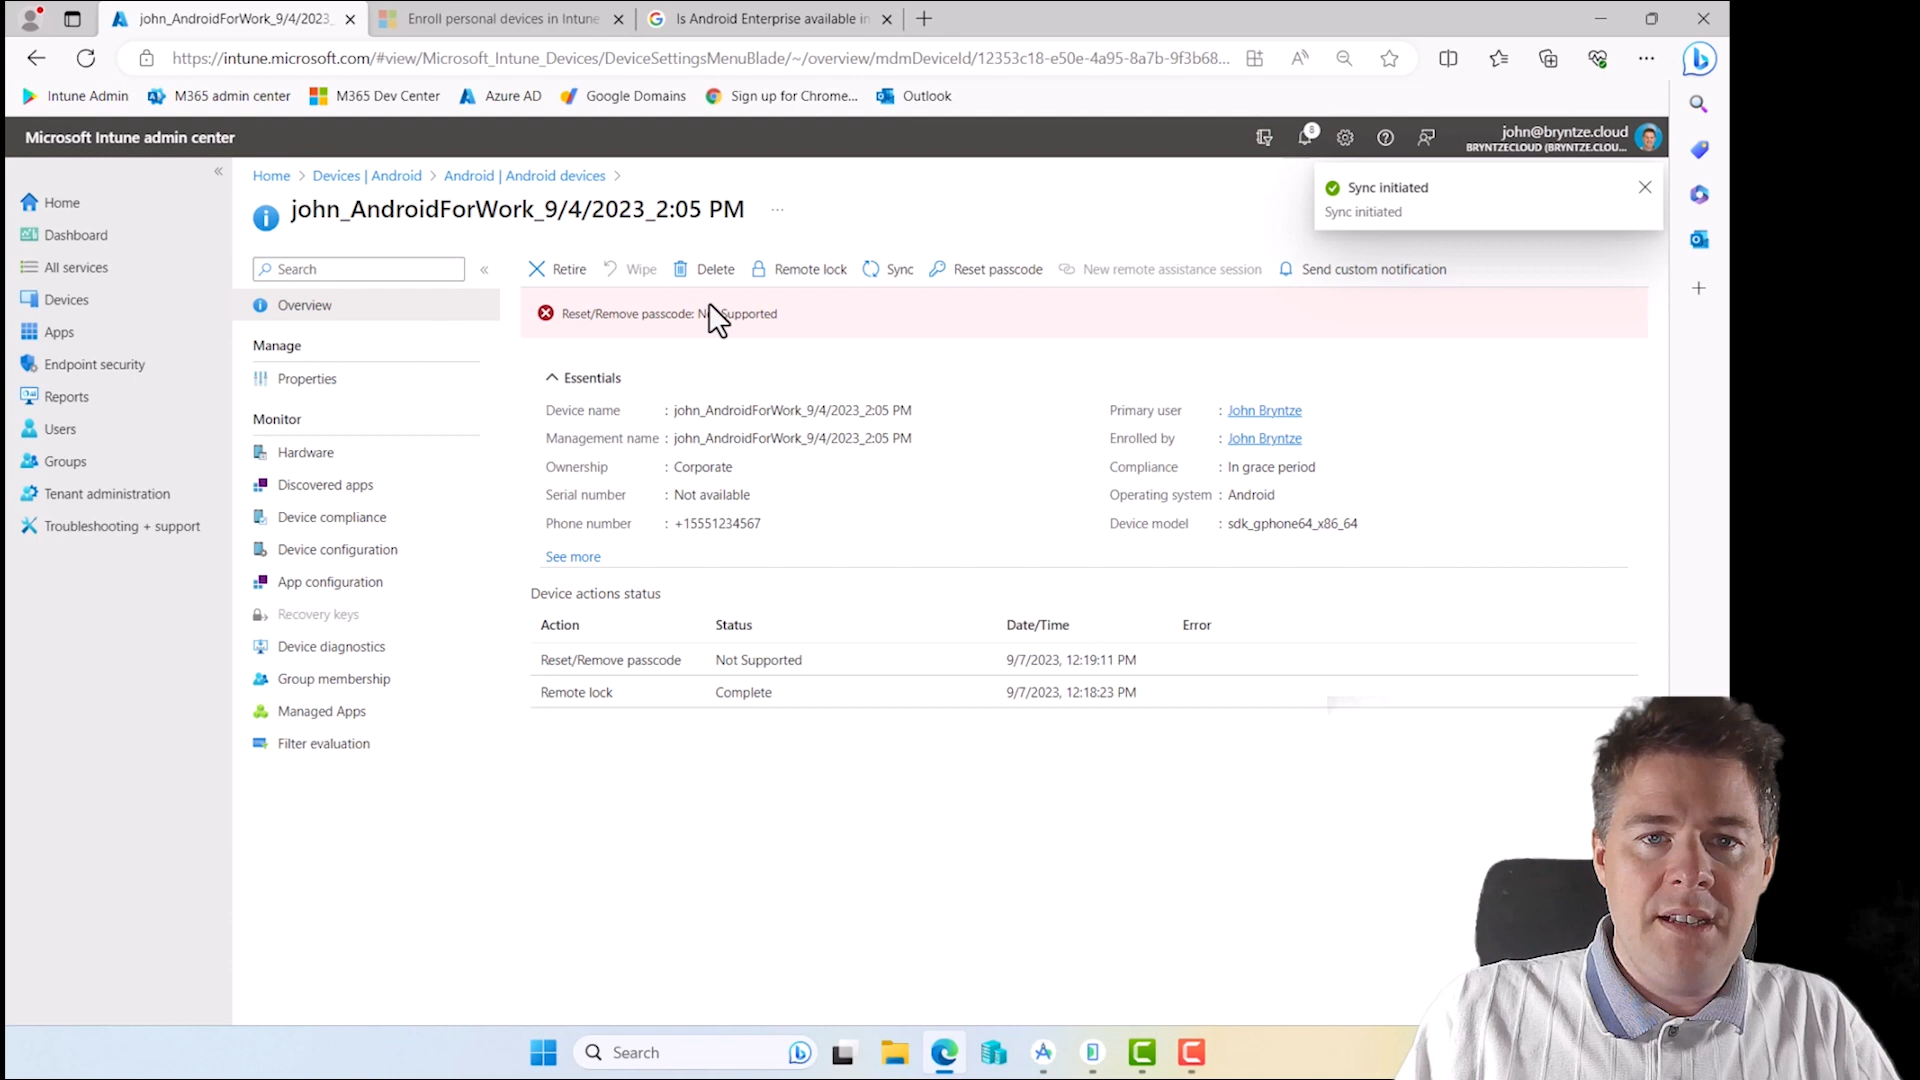 john_AndroidForWork_9/4/2023_
Enroll personal devices in Intune
Is Android Enterprise available in
https://intune.microsoft.com/#view/Microsoft_Intune_Devices/DeviceSettingsMenuBlade/~/overview/mdmDeviceId/12353c18-e50e-4a95-8a7b-9f3b68...
Intune Admin
M365 admin center
M365 Dev Center
Azure AD
Google Domains
Sign up for Chrome...
Outlook
Microsoft Intune admin center
8
john@bryntze.cloud
BRYNTZECLOUD (BRYNTZE.CLOU...
Home > Devices | Android > Android | Android devices >
john_AndroidForWork_9/4/2023_2:05 PM ...
Sync initiated
Sync initiated
Home
Dashboard
All services
Devices
Apps
Endpoint security
Reports
Users
Groups
Tenant administration
Troubleshooting + support
Search
Overview
Manage
Properties
Monitor
Hardware
Discovered apps
Device compliance
Device configuration
App configuration
Recovery keys
Device diagnostics
Group membership
Managed Apps
Filter evaluation
Retire
Wipe
Delete
Remote lock
Sync
Reset passcode
New remote assistance session
Send custom notification
Reset/Remove passcode: Supported
Essentials
Device name : john_AndroidForWork_9/4/2023_2:05 PM
Management name : john_AndroidForWork_9/4/2023_2:05 PM
Ownership : Corporate
Serial number : Not available
Phone number : +15551234567
See more
Primary user : John Bryntze
Enrolled by : John Bryntze
Compliance : In grace period
Operating system : Android
Device model : sdk_gphone64_x86_64
Device actions status
Action Status Date/Time Error
Reset/Remove passcode Not Supported 9/7/2023, 12:19:11 PM
Remote lock Complete 9/7/2023, 12:18:23 PM
Search